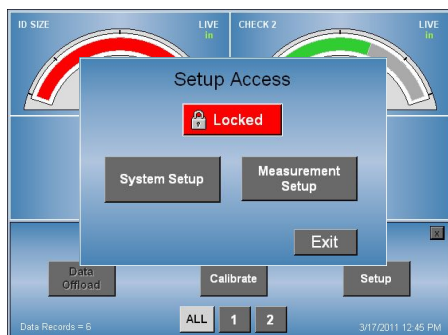 ID SIZE LIVE CHECK 2 LIVE
in in
Setup Access
Locked
System Setup
Measurement
Setup
Exit
x
Data
Offload
Calibrate
Setup
ALL 1 2
Data Records = 6
3/17/2011 12:45 PM